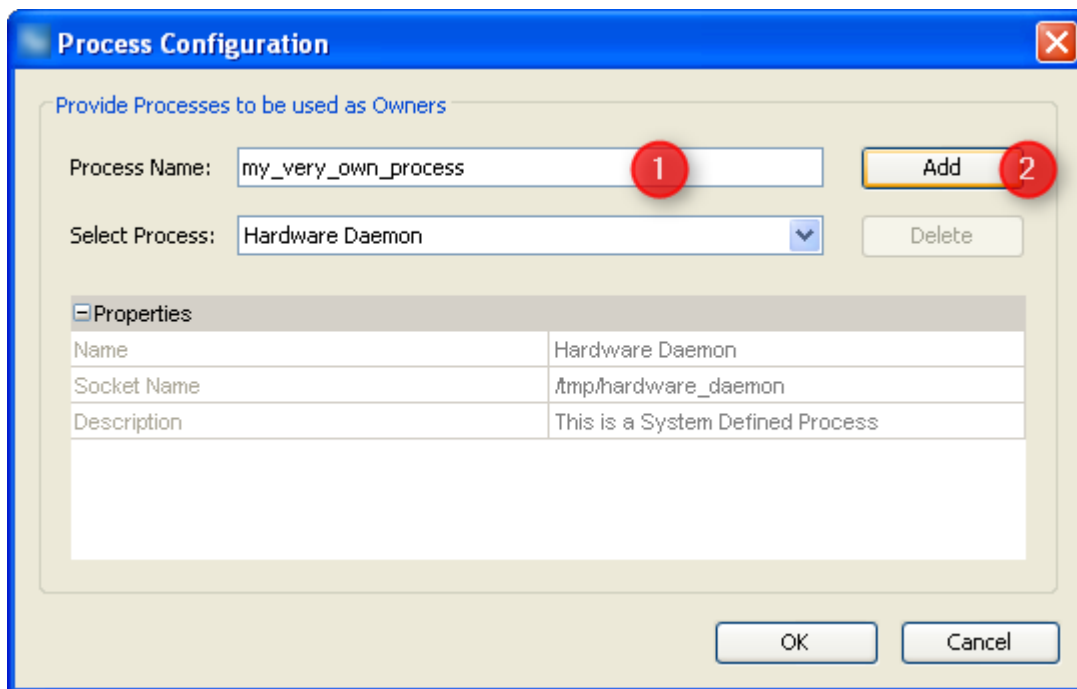 Process Configuration
Provide Processes to be used as Owners
Process Name: my_very_own_process 1 Add 2
Select Process: Hardware Daemon Delete
Properties
Name Hardware Daemon
Socket Name /tmp/hardware_daemon
Description This is a System Defined Process
OK Cancel